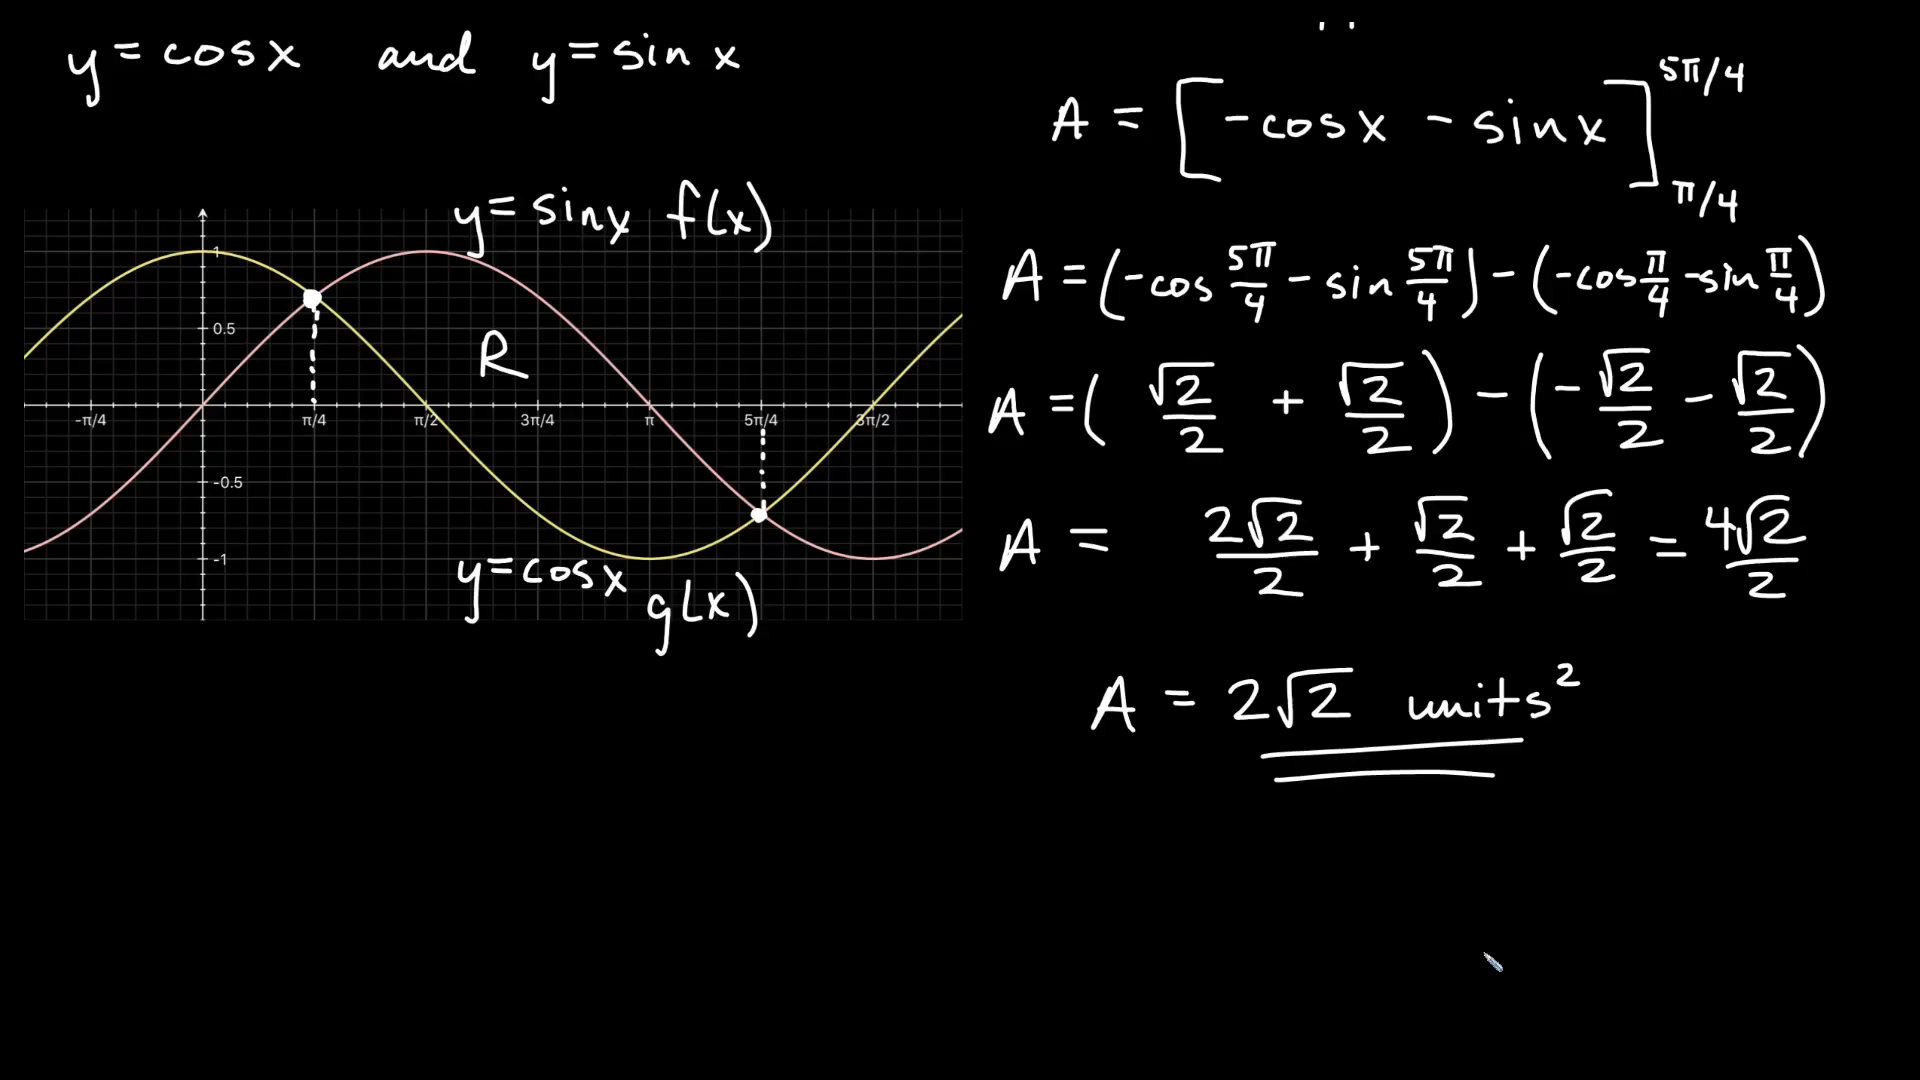 y = cos x and y = sin x
y = sin x f(x)
1
0.5
R
-π/4 π/4 π/2 3π/4 π 5π/4 3π/2
-0.5
-1
y = cos x g(x)
A = [-cos x - sin x] 5π/4 π/4
A = (-cos 5π/4 - sin 5π/4) - (-cos π/4 - sin π/4)
A = (√2/2 + √2/2) - (-√2/2 - √2/2)
A = 2√2/2 + √2/2 + √2/2 = 4√2/2
A = 2√2 units²